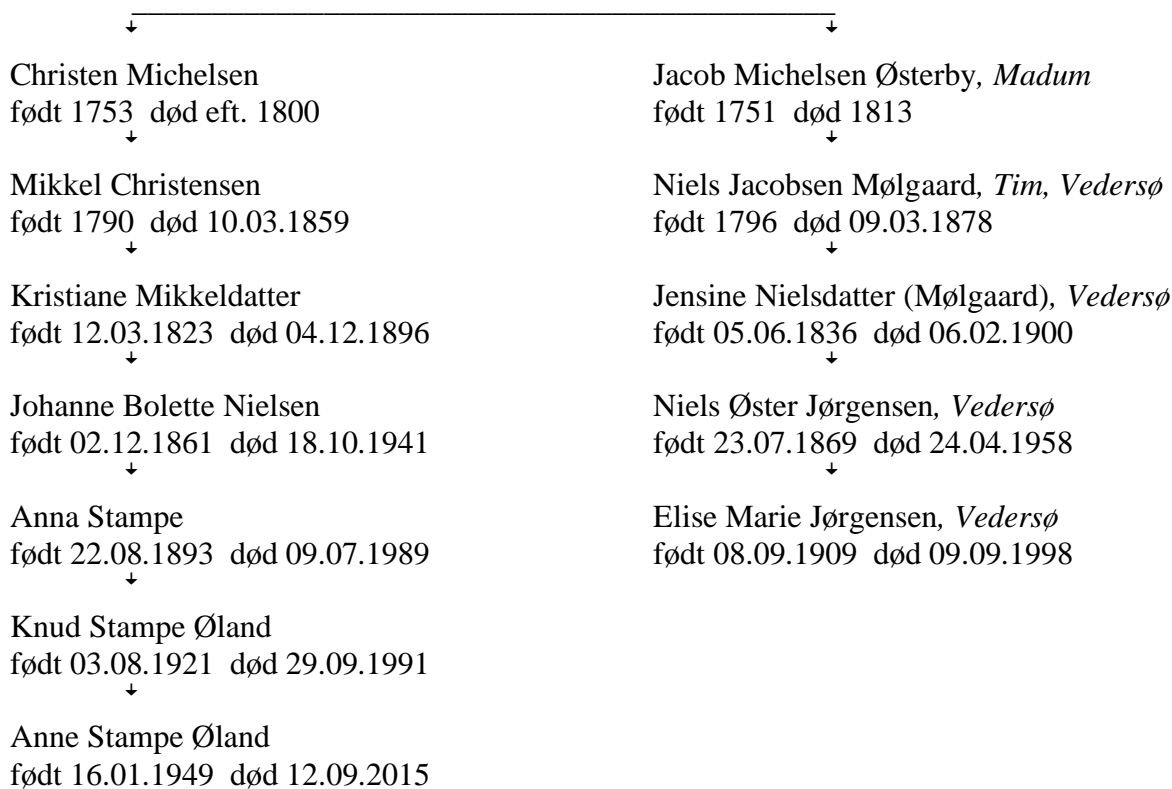 Christen Michelsen
født 1753 død eft. 1800
Mikkel Christensen
født 1790 død 10.03.1859
Kristiane Mikkeldatter
født 12.03.1823 død 04.12.1896
Johanne Bolette Nielsen
født 02.12.1861 død 18.10.1941
Anna Stampe
født 22.08.1893 død 09.07.1989
Knud Stampe Øland
født 03.08.1921 død 29.09.1991
Anne Stampe Øland
født 16.01.1949 død 12.09.2015
Jacob Michelsen Østerby, Madum
født 1751 død 1813
Niels Jacobsen Mølgaard, Tim, Vedersø
født 1796 død 09.03.1878
Jensine Nielsdatter (Mølgaard), Vedersø
født 05.06.1836 død 06.02.1900
Niels Øster Jørgensen, Vedersø
født 23.07.1869 død 24.04.1958
Elise Marie Jørgensen, Vedersø
født 08.09.1909 død 09.09.1998